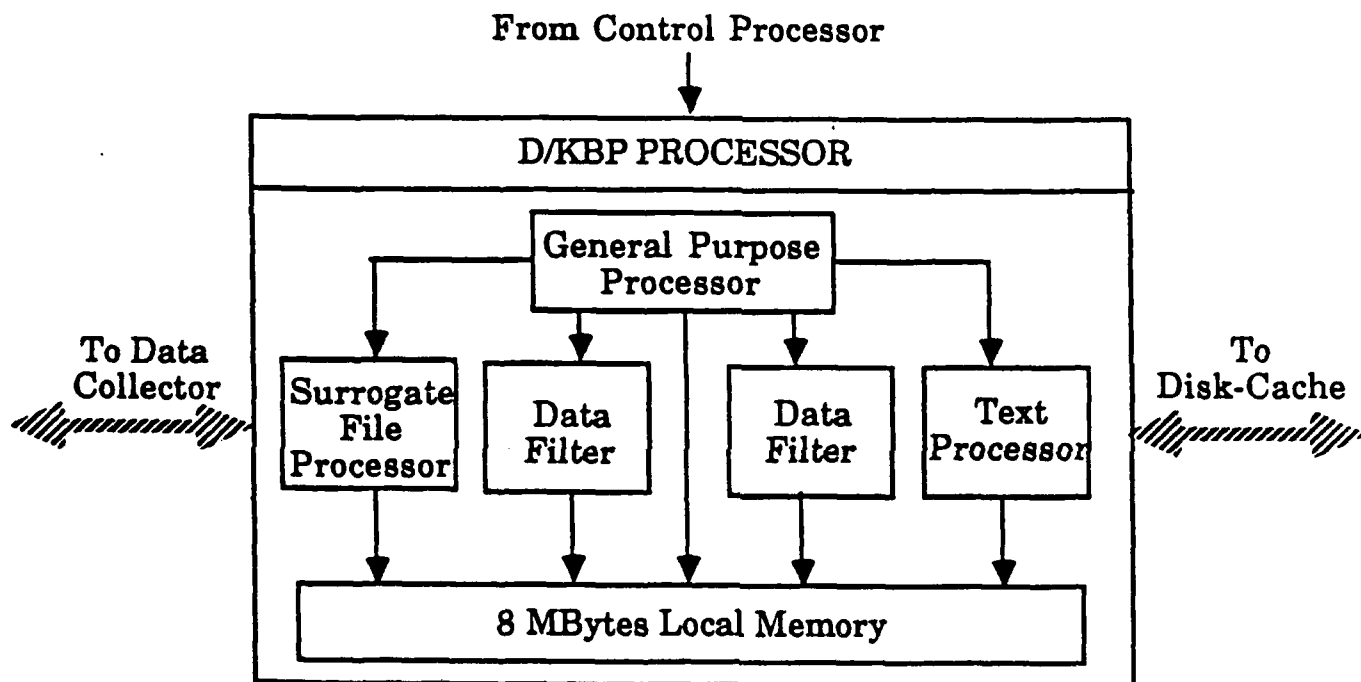 From Control Processor
D/KBP PROCESSOR
General Purpose
Processor
To Data
Collector
Surrogate
File
Processor
Data
Filter
Data
Filter
Text
Processor
To
Disk-Cache
8 MBytes Local Memory